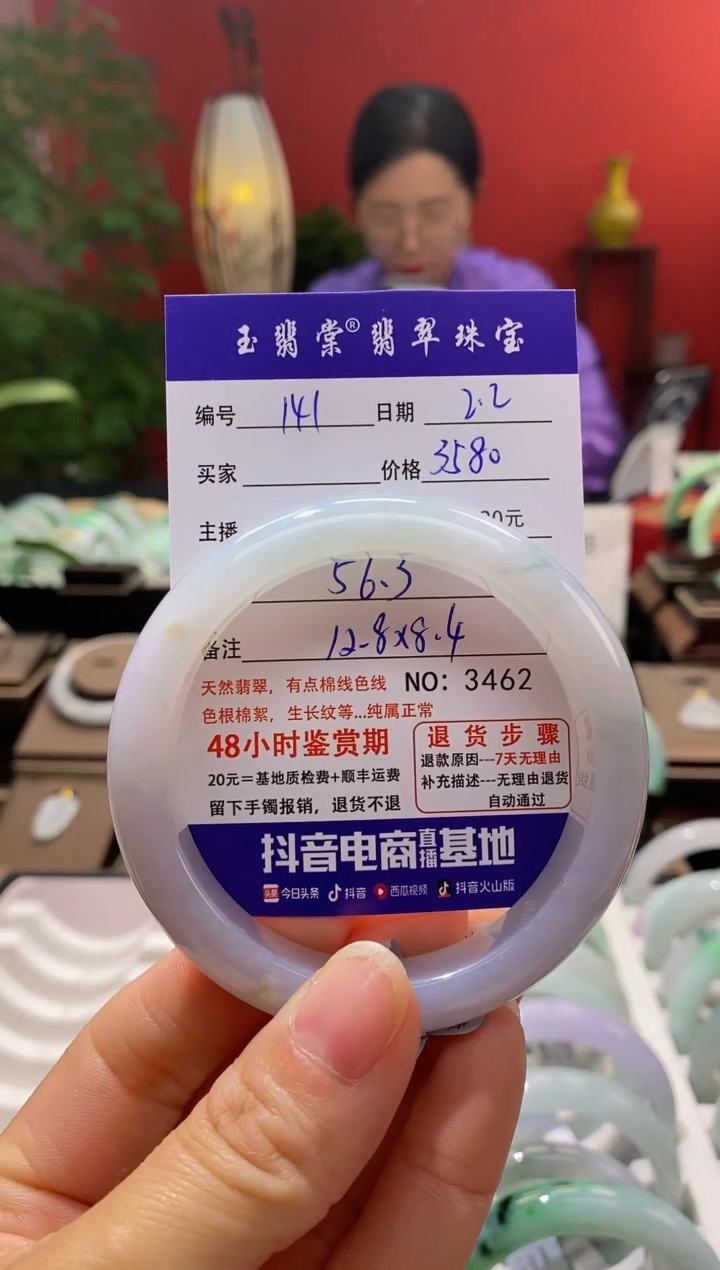 玉翡棠® 翡翠珠宝
编号 141 日期 2.2
买家 价格 3580
主播 20元
56.3
备注 12.8x8.4
天然翡翠，有点棉线色线 NO: 3462
色根棉絮，生长纹等...纯属正常
48小时鉴赏期
20元=基地质检费+顺丰运费
留下手镯报销，退货不退
退货步骤
退款原因---7天无理由
补充描述---无理由退货
自动通过
抖音电商直播基地
头条 今日头条 抖音 西瓜视频 抖音火山版